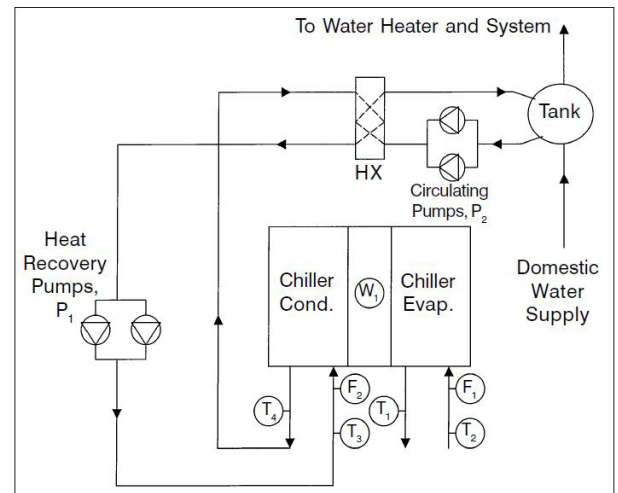 To Water Heater and System
Tank
HX
Circulating
Pumps, P2
Heat
Recovery
Pumps,
P1
Chiller
Cond.
W1
Chiller
Evap.
Domestic
Water
Supply
T4
F2
T3
T1
F1
T2